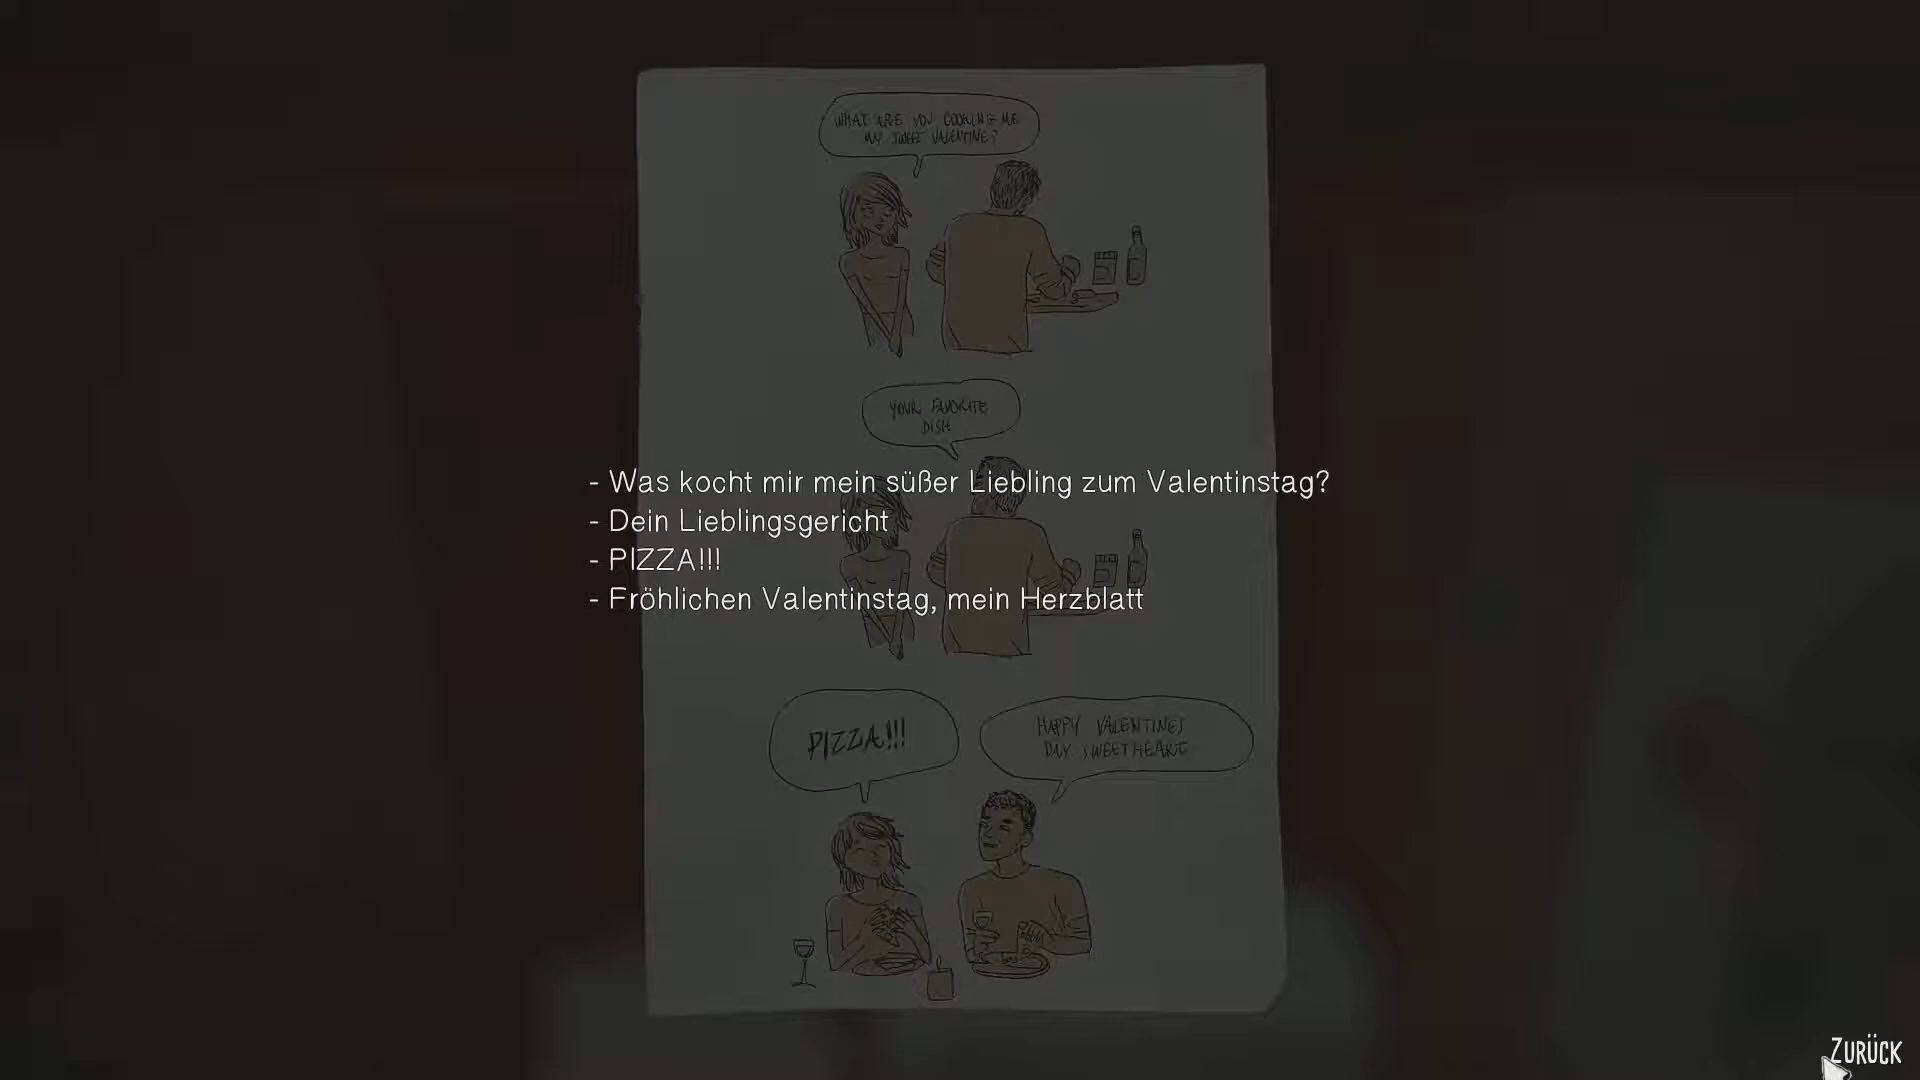 WHAT ARE YOU COOKING ME
MY SWEET VALENTINE?
YOUR FAVORITE
DISH
- Was kocht mir mein süßer Liebling zum Valentinstag?
- Dein Lieblingsgericht
- PIZZA!!!
- Fröhlichen Valentinstag, mein Herzblatt
PIZZA!!!
HAPPY VALENTINES
DAY SWEETHEART
ZURÜCK